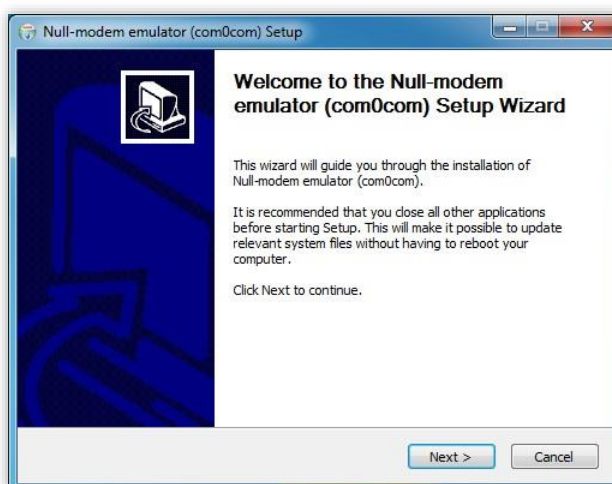 Null-modem emulator (com0com) Setup
Welcome to the Null-modem
emulator (com0com) Setup Wizard
This wizard will guide you through the installation of
Null-modem emulator (com0com).
It is recommended that you close all other applications
before starting Setup. This will make it possible to update
relevant system files without having to reboot your
computer.
Click Next to continue.
Next >
Cancel